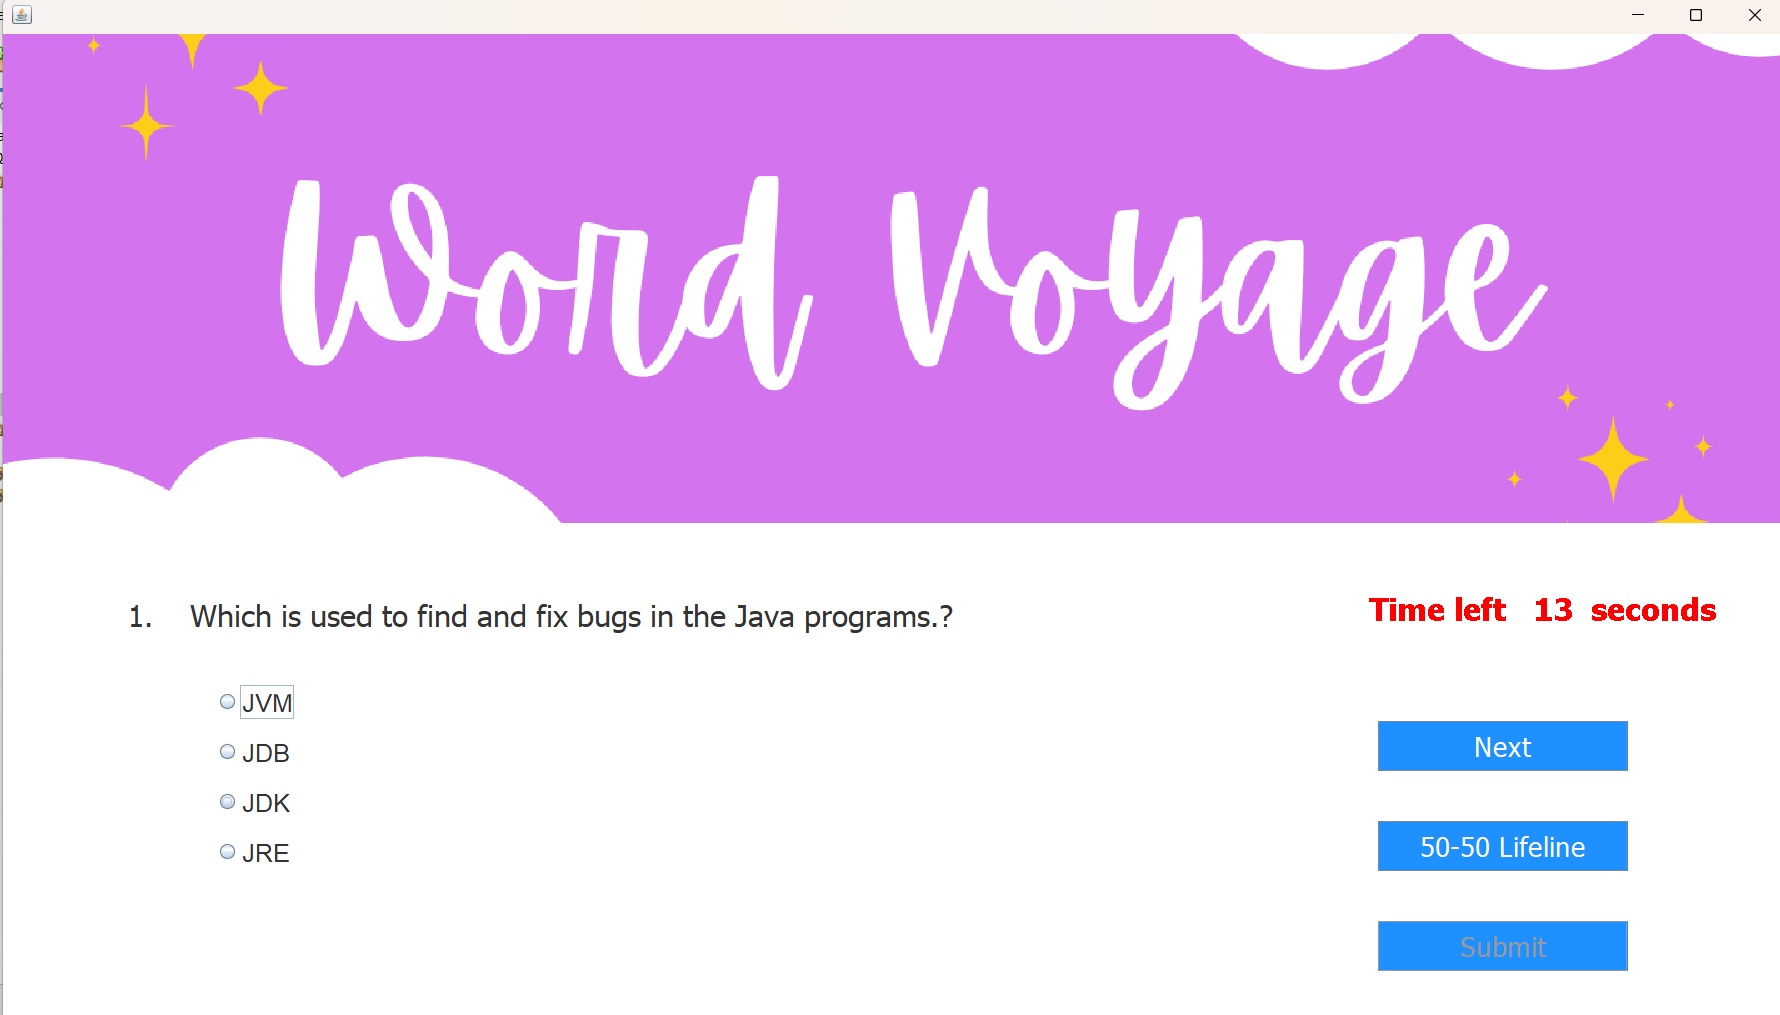 Word Voyage
1. Which is used to find and fix bugs in the Java programs.?
Time left 13 seconds
JVM
JDB
JDK
JRE
Next
50-50 Lifeline
Submit